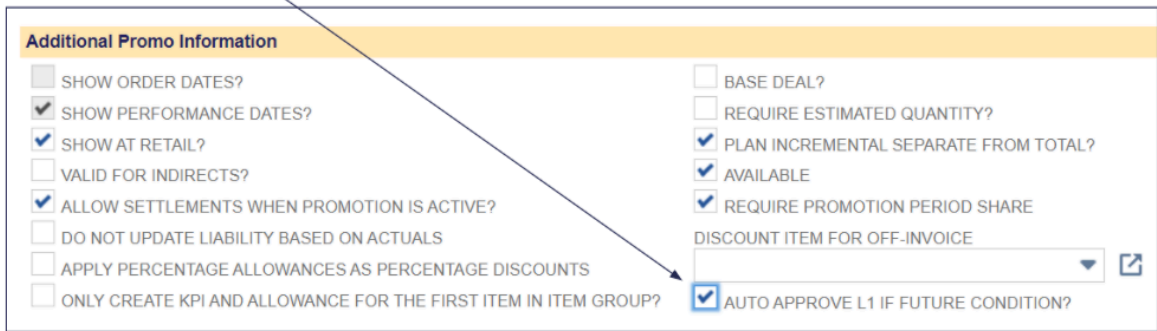 Additional Promo Information
SHOW ORDER DATES?
SHOW PERFORMANCE DATES?
SHOW AT RETAIL?
VALID FOR INDIRECTS?
ALLOW SETTLEMENTS WHEN PROMOTION IS ACTIVE?
DO NOT UPDATE LIABILITY BASED ON ACTUALS
APPLY PERCENTAGE ALLOWANCES AS PERCENTAGE DISCOUNTS
ONLY CREATE KPI AND ALLOWANCE FOR THE FIRST ITEM IN ITEM GROUP?
BASE DEAL?
REQUIRE ESTIMATED QUANTITY?
PLAN INCREMENTAL SEPARATE FROM TOTAL?
AVAILABLE
REQUIRE PROMOTION PERIOD SHARE
DISCOUNT ITEM FOR OFF-INVOICE
AUTO APPROVE L1 IF FUTURE CONDITION?